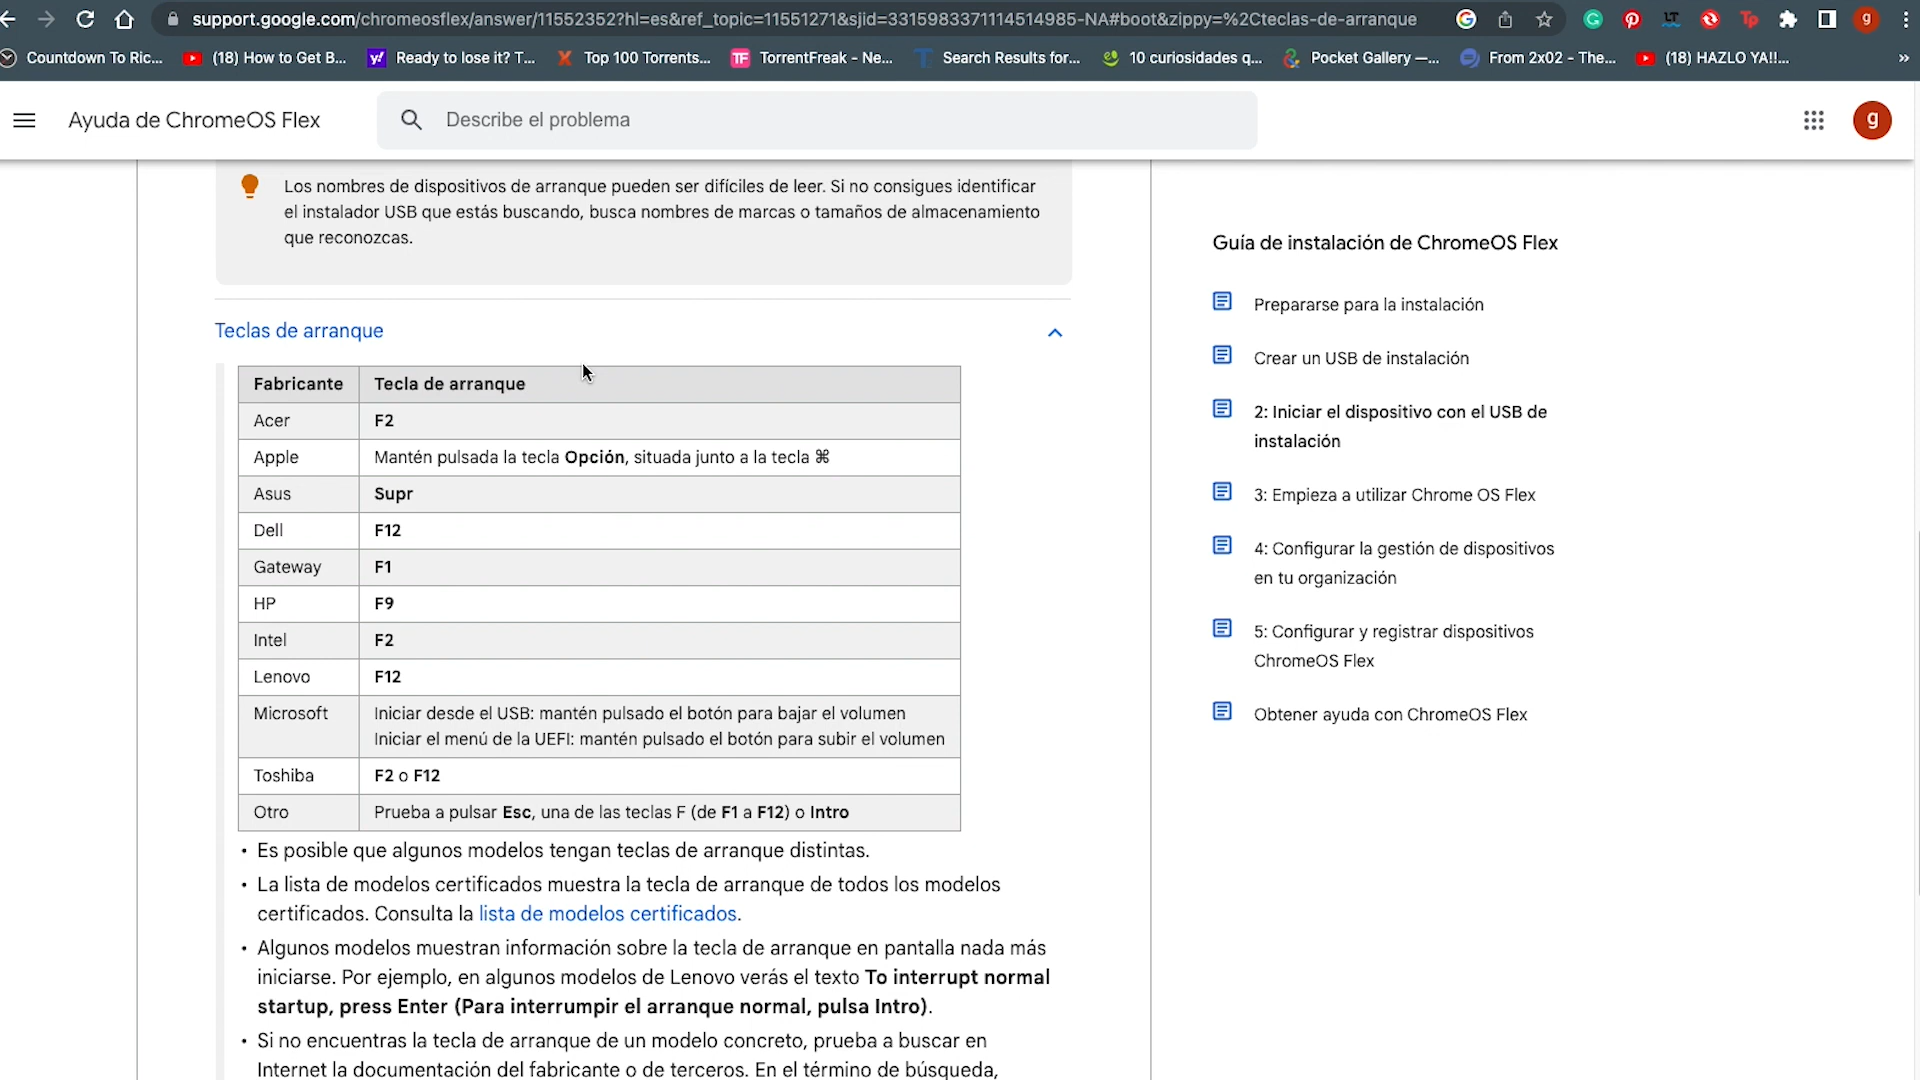 support.google.com/chromeosflex/answer/11552352?hl=es&ref_topic=11551271&sjid=3315983371114514985-NA#boot&zippy=%2Cteclas-de-arranque
Countdown To Ric...
(18) How to Get B...
Ready to lose it? T...
Top 100 Torrents...
TF
TorrentFreak - Ne...
Search Results for...
10 curiosidades q...
Pocket Gallery —...
From 2x02 - The...
(18) HAZLO YA!!...
»
Ayuda de ChromeOS Flex
Describe el problema
g
Los nombres de dispositivos de arranque pueden ser difíciles de leer. Si no consigues identificar
el instalador USB que estás buscando, busca nombres de marcas o tamaños de almacenamiento
que reconozcas.
Teclas de arranque
Fabricante Tecla de arranque
Acer F2
Apple Mantén pulsada la tecla Opción, situada junto a la tecla ⌘
Asus Supr
Dell F12
Gateway F1
HP F9
Intel F2
Lenovo F12
Microsoft Iniciar desde el USB: mantén pulsado el botón para bajar el volumen
Iniciar el menú de la UEFI: mantén pulsado el botón para subir el volumen
Toshiba F2 o F12
Otro Prueba a pulsar Esc, una de las teclas F (de F1 a F12) o Intro
• Es posible que algunos modelos tengan teclas de arranque distintas.
• La lista de modelos certificados muestra la tecla de arranque de todos los modelos
certificados. Consulta la lista de modelos certificados.
• Algunos modelos muestran información sobre la tecla de arranque en pantalla nada más
iniciarse. Por ejemplo, en algunos modelos de Lenovo verás el texto To interrupt normal
startup, press Enter (Para interrumpir el arranque normal, pulsa Intro).
• Si no encuentras la tecla de arranque de un modelo concreto, prueba a buscar en
Internet la documentación del fabricante o de terceros. En el término de búsqueda,
Guía de instalación de ChromeOS Flex
Prepararse para la instalación
Crear un USB de instalación
2: Iniciar el dispositivo con el USB de
instalación
3: Empieza a utilizar Chrome OS Flex
4: Configurar la gestión de dispositivos
en tu organización
5: Configurar y registrar dispositivos
ChromeOS Flex
Obtener ayuda con ChromeOS Flex